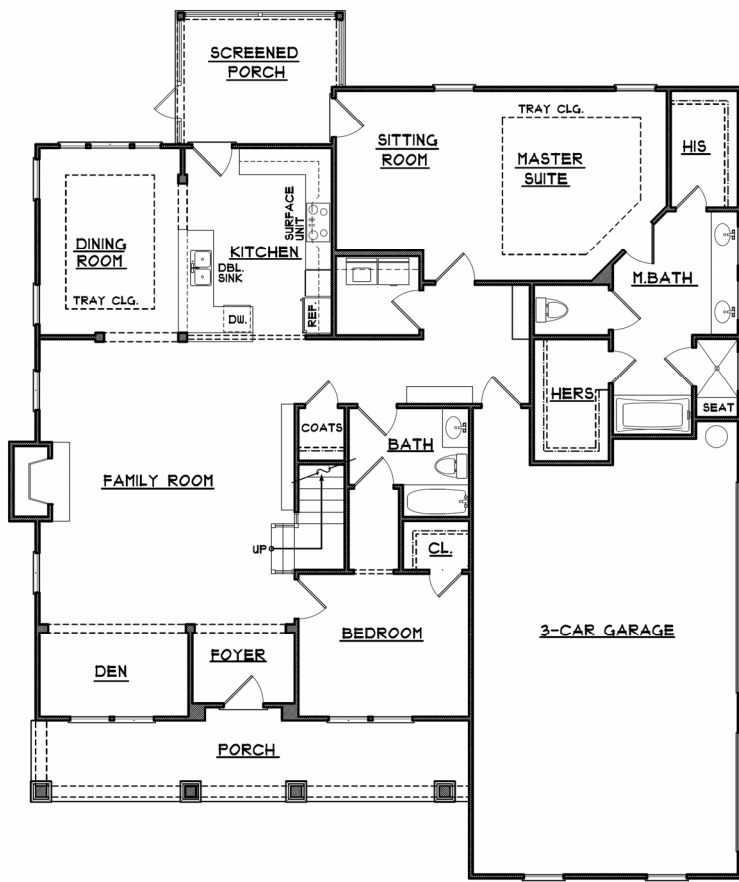 SCREENED
PORCH
TRAY CLG.
SITTING
ROOM
MASTER
SUITE
HIS
SURFACE
UNIT
DINING
ROOM
KITCHEN
DBL.
SINK
M.BATH
TRAY CLG.
DW.
REF.
HERS
SEAT
COATS
BATH
FAMILY ROOM
UP
CL.
BEDROOM
3-CAR GARAGE
FOYER
DEN
PORCH